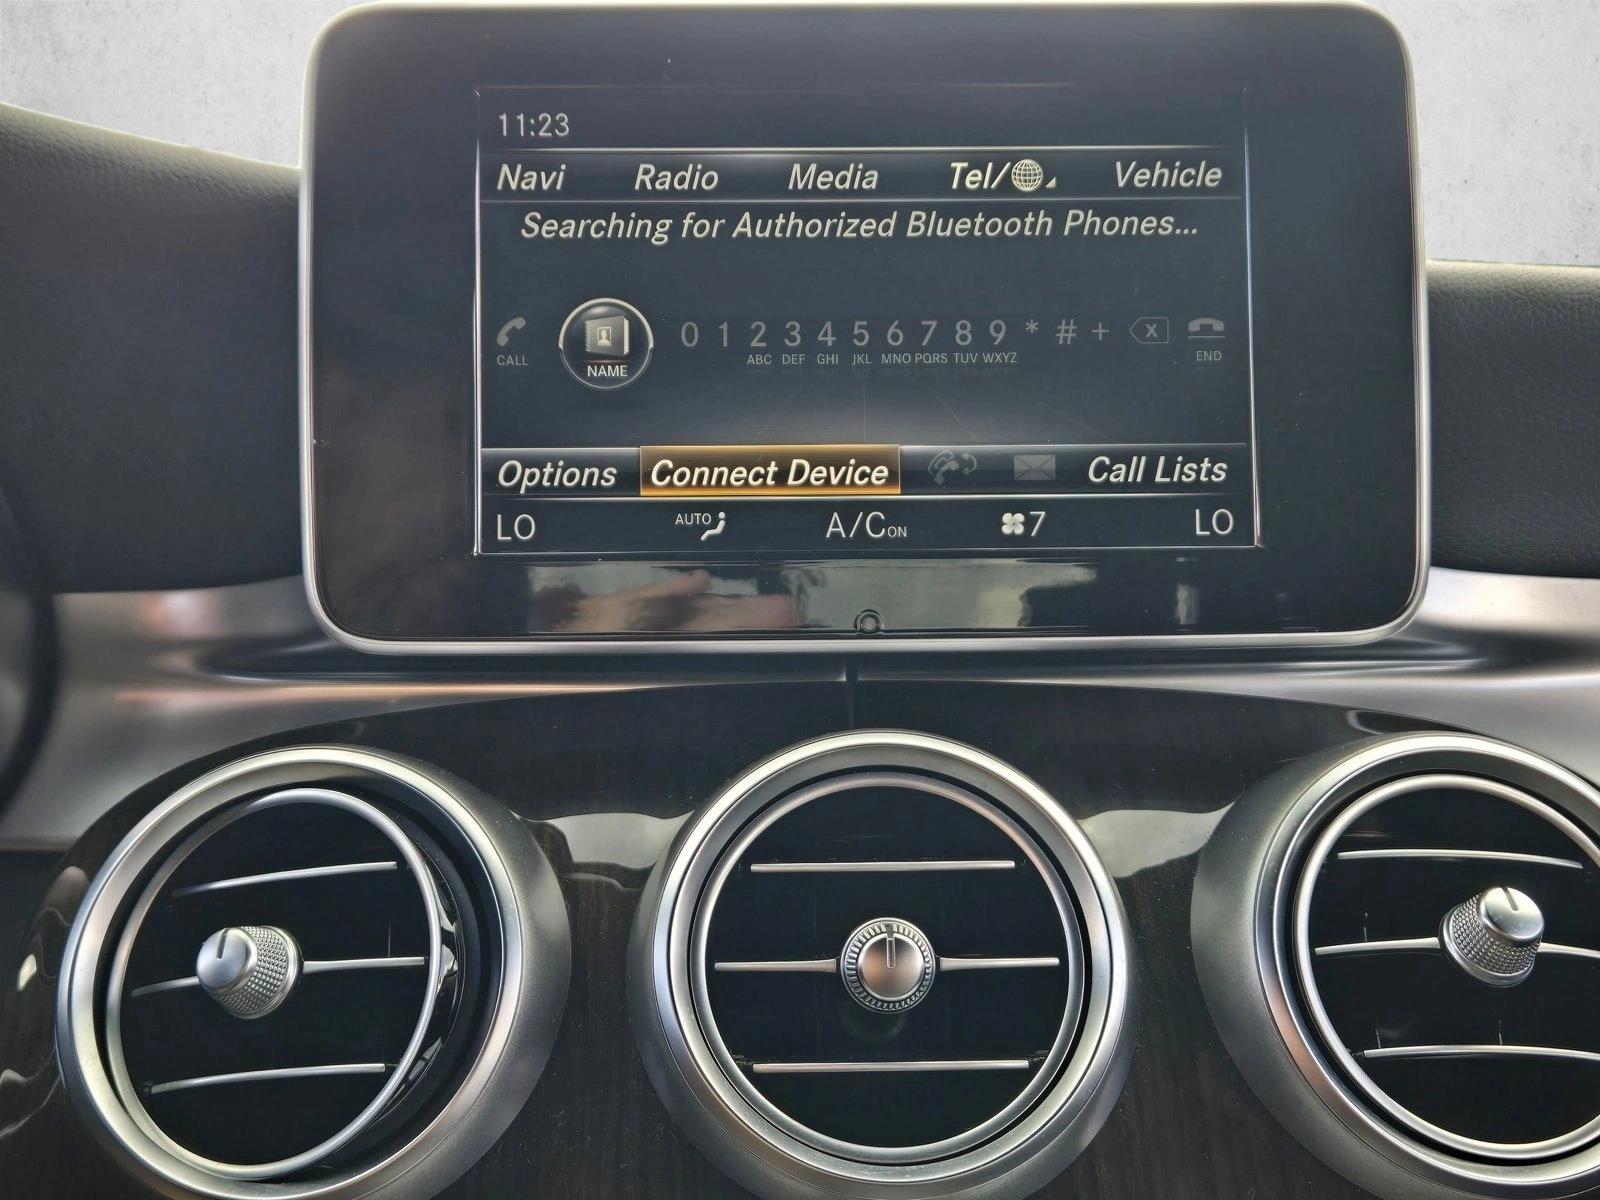 11:23
Navi Radio Media Tel/ Vehicle
Searching for Authorized Bluetooth Phones...
0 1 2 3 4 5 6 7 8 9 * # + x
CALL NAME ABC DEF GHI JKL MNO PQRS TUV WXYZ END
Options Connect Device Call Lists
LO AUTO A/C ON 7 LO